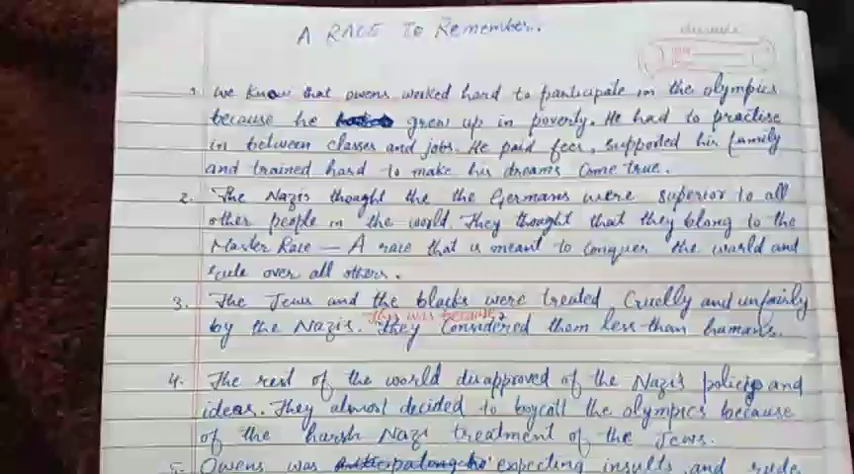 A RACE To Remember..
1. We know that owens worked hard to participate in the olympics
because he grew up in poverty. He had to practise
in between classes and jobs. He paid fees, supported his family
and trained hard to make his dreams come true.
2. The Nazis thought the the Germans were superior to all
other people in the world. They thought that they blong to the
Master Race – A race that is meant to conquer the world and
rule over all others.
3. The Jews and the blacks were treated cruelly and unfairly
This was because
by the Nazis. they considered them less than humans.
4. The rest of the world disapproved of the Nazi's policies and
ideas. They almost decided to boycott the olympics because
of the harsh Nazi treatment of the Jews.
5. Owens was expecting insults and rude